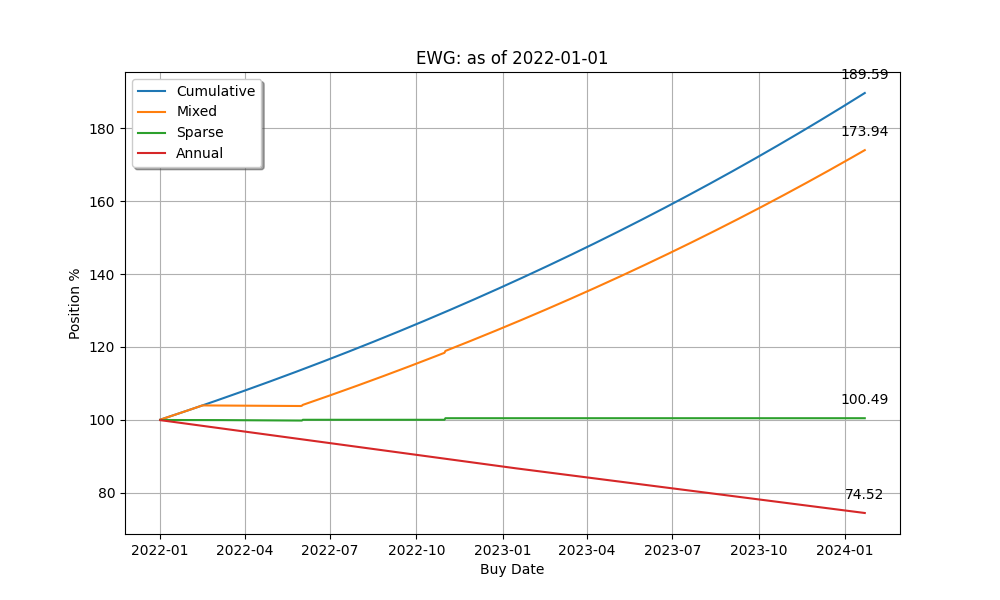 EWG: as of 2022-01-01
Cumulative
Mixed
Sparse
Annual
189.59
173.94
100.49
74.52
Position %
180
160
140
120
100
80
2022-01 2022-04 2022-07 2022-10 2023-01 2023-04 2023-07 2023-10 2024-01
Buy Date